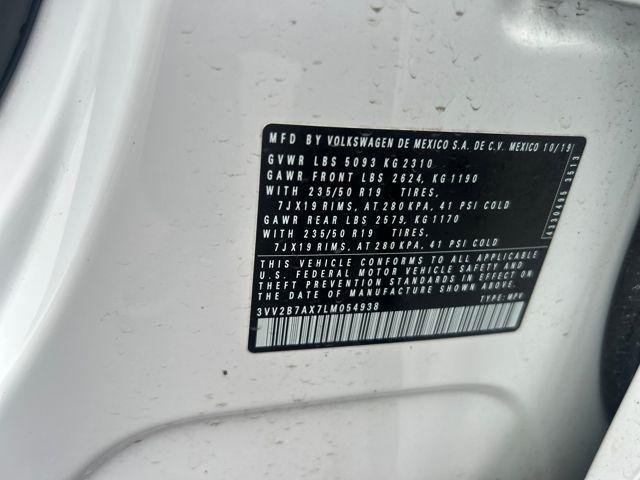 MFD BY VOLKSWAGEN DE MEXICO S.A. DE C.V. MEXICO 10/19
GVWR LBS 5093 KG 2310
GAWR FRONT LBS 2624, KG 1190
WITH 235/50 R19 TIRES,
7JX19 RIMS, AT 280 KPA, 41 PSI COLD
GAWR REAR LBS 2579, KG 1170
WITH 235/50 R19 TIRES,
7JX19 RIMS, AT 280 KPA, 41 PSI COLD
THIS VEHICLE CONFORMS TO ALL APPLICABLE
U.S. FEDERAL MOTOR VEHICLE SAFETY AND
THEFT PREVENTION STANDARDS SHOWN ABOVE.
THE DATE OF MANUFACTURE
3VV2B7AX7LM054938
TYPE: MPV
4330495 1513